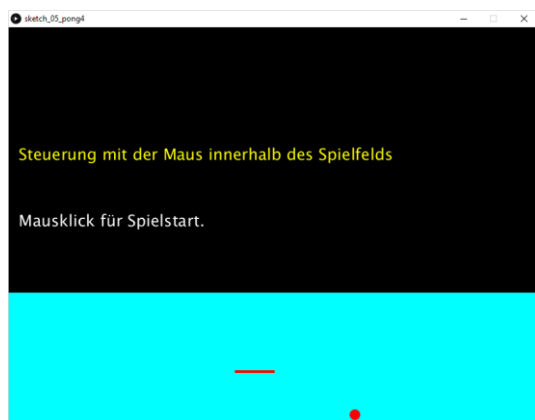 sketch_05_pong4
Steuerung mit der Maus innerhalb des Spielfelds
Mausklick für Spielstart.